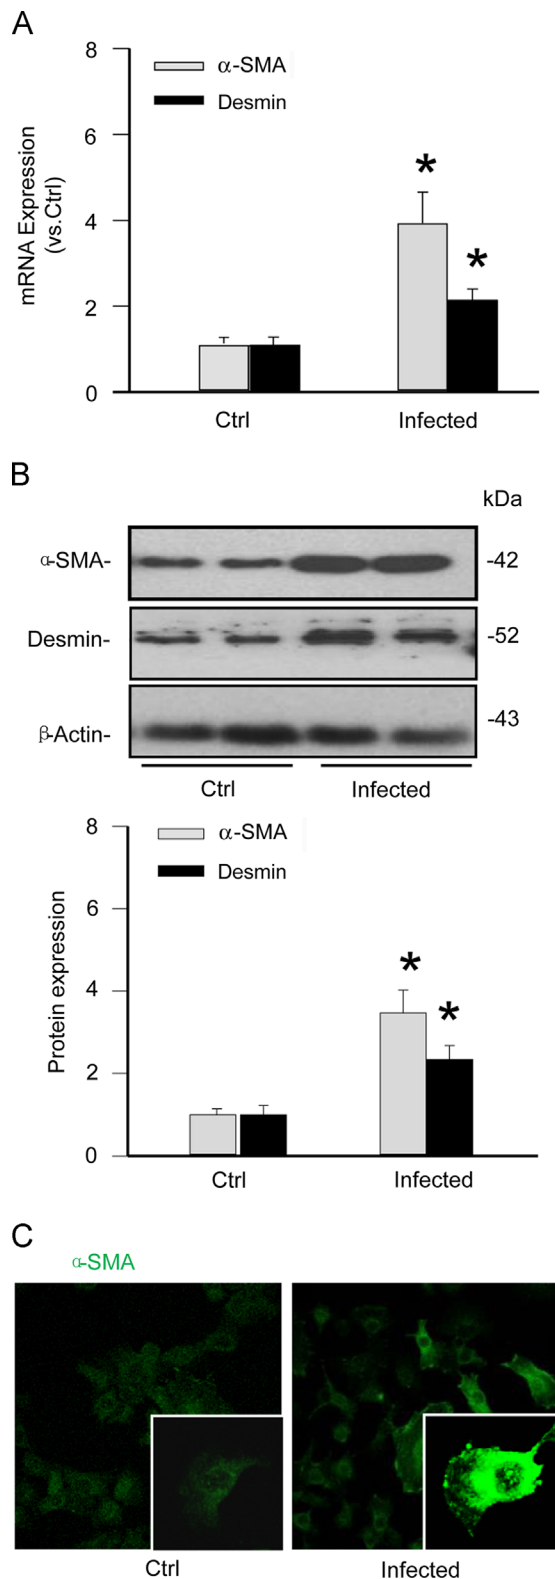 A
8
α-SMA
Desmin
6
mRNA Expression
(vs.Ctrl)
*
4
*
2
0
Ctrl
Infected
B
kDa
α-SMA-
-42
Desmin-
-52
β-Actin-
-43
Ctrl
Infected
8
α-SMA
Desmin
6
Protein expression
*
4
*
2
0
Ctrl
Infected
C
α-SMA
Ctrl
Infected